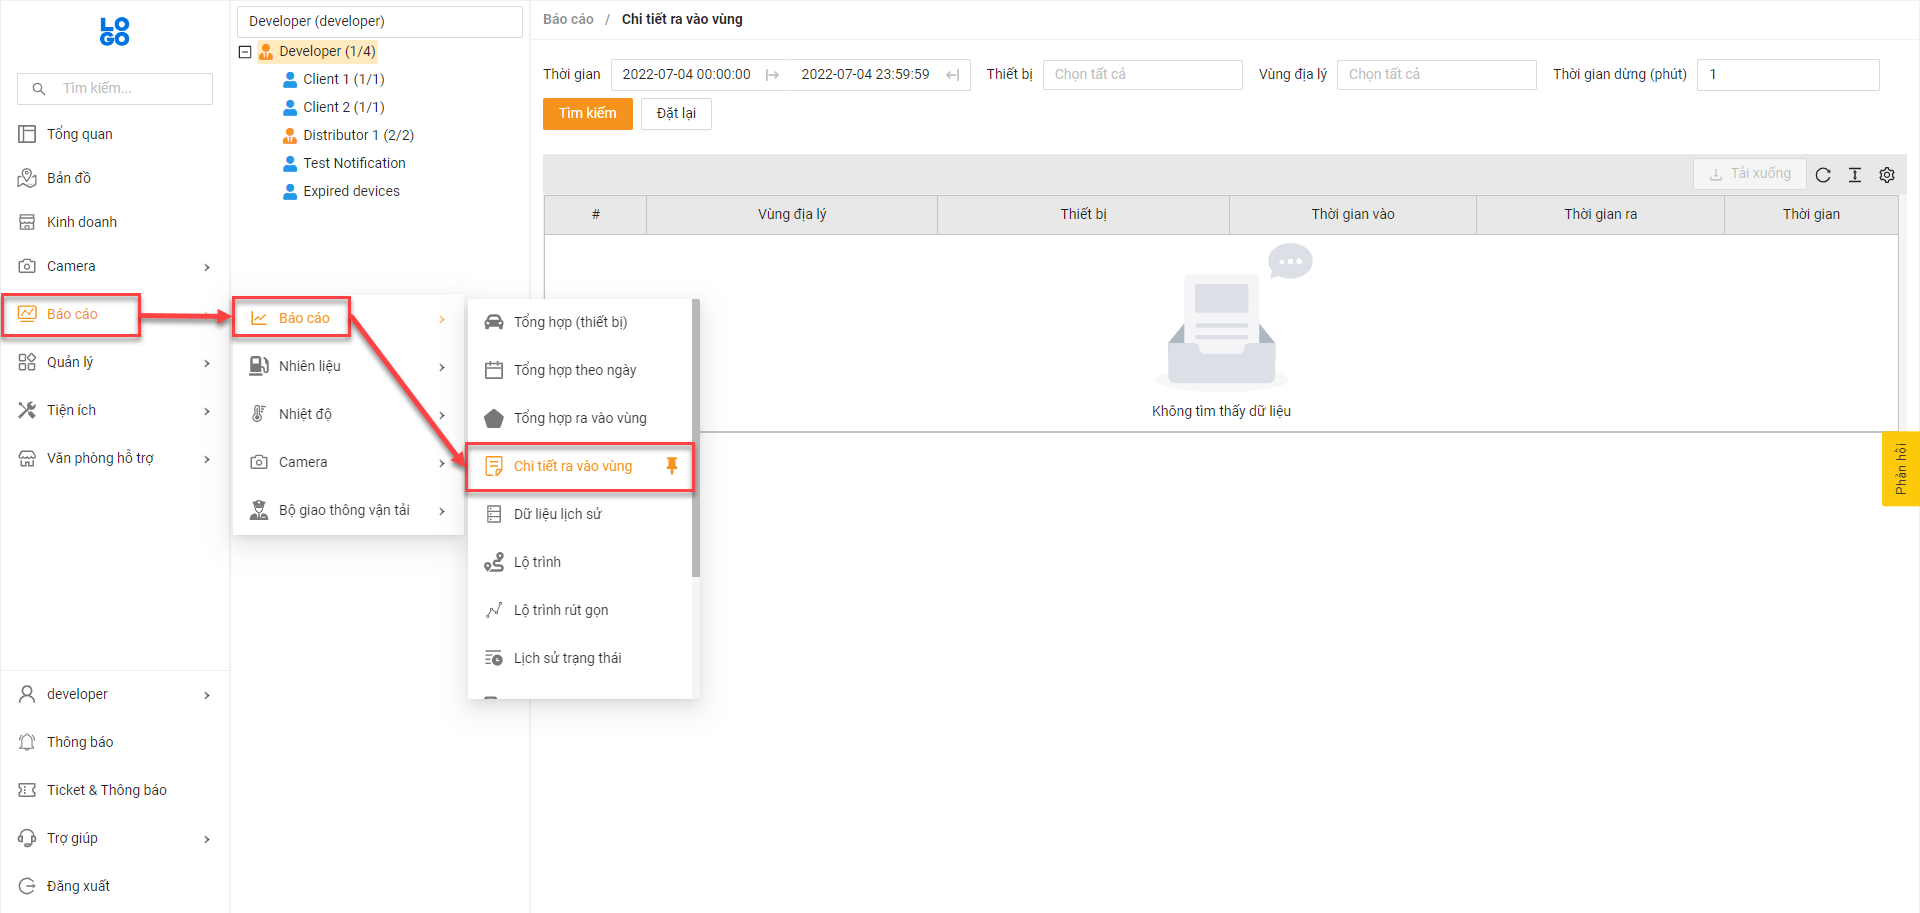 LO
GO
Tìm kiếm...
Tổng quan
Bản đồ
Kinh doanh
Camera
Báo cáo
Quản lý
Tiện ích
Văn phòng hỗ trợ
developer
Thông báo
Ticket & Thông báo
Trợ giúp
Đăng xuất
Developer (developer)
Developer (1/4)
Client 1 (1/1)
Client 2 (1/1)
Distributor 1 (2/2)
Test Notification
Expired devices
Báo cáo
Nhiên liệu
Nhiệt độ
Camera
Bộ giao thông vận tải
Tổng hợp (thiết bị)
Tổng hợp theo ngày
Tổng hợp ra vào vùng
Chi tiết ra vào vùng
Dữ liệu lịch sử
Lộ trình
Lộ trình rút gọn
Lịch sử trạng thái
Báo cáo / Chi tiết ra vào vùng
Thời gian 2022-07-04 00:00:00 2022-07-04 23:59:59 Thiết bị Chọn tất cả Vùng địa lý Chọn tất cả Thời gian dừng (phút) 1
Tìm kiếm Đặt lại
Tải xuống
# Vùng địa lý Thiết bị Thời gian vào Thời gian ra Thời gian
Không tìm thấy dữ liệu
Phản hồi